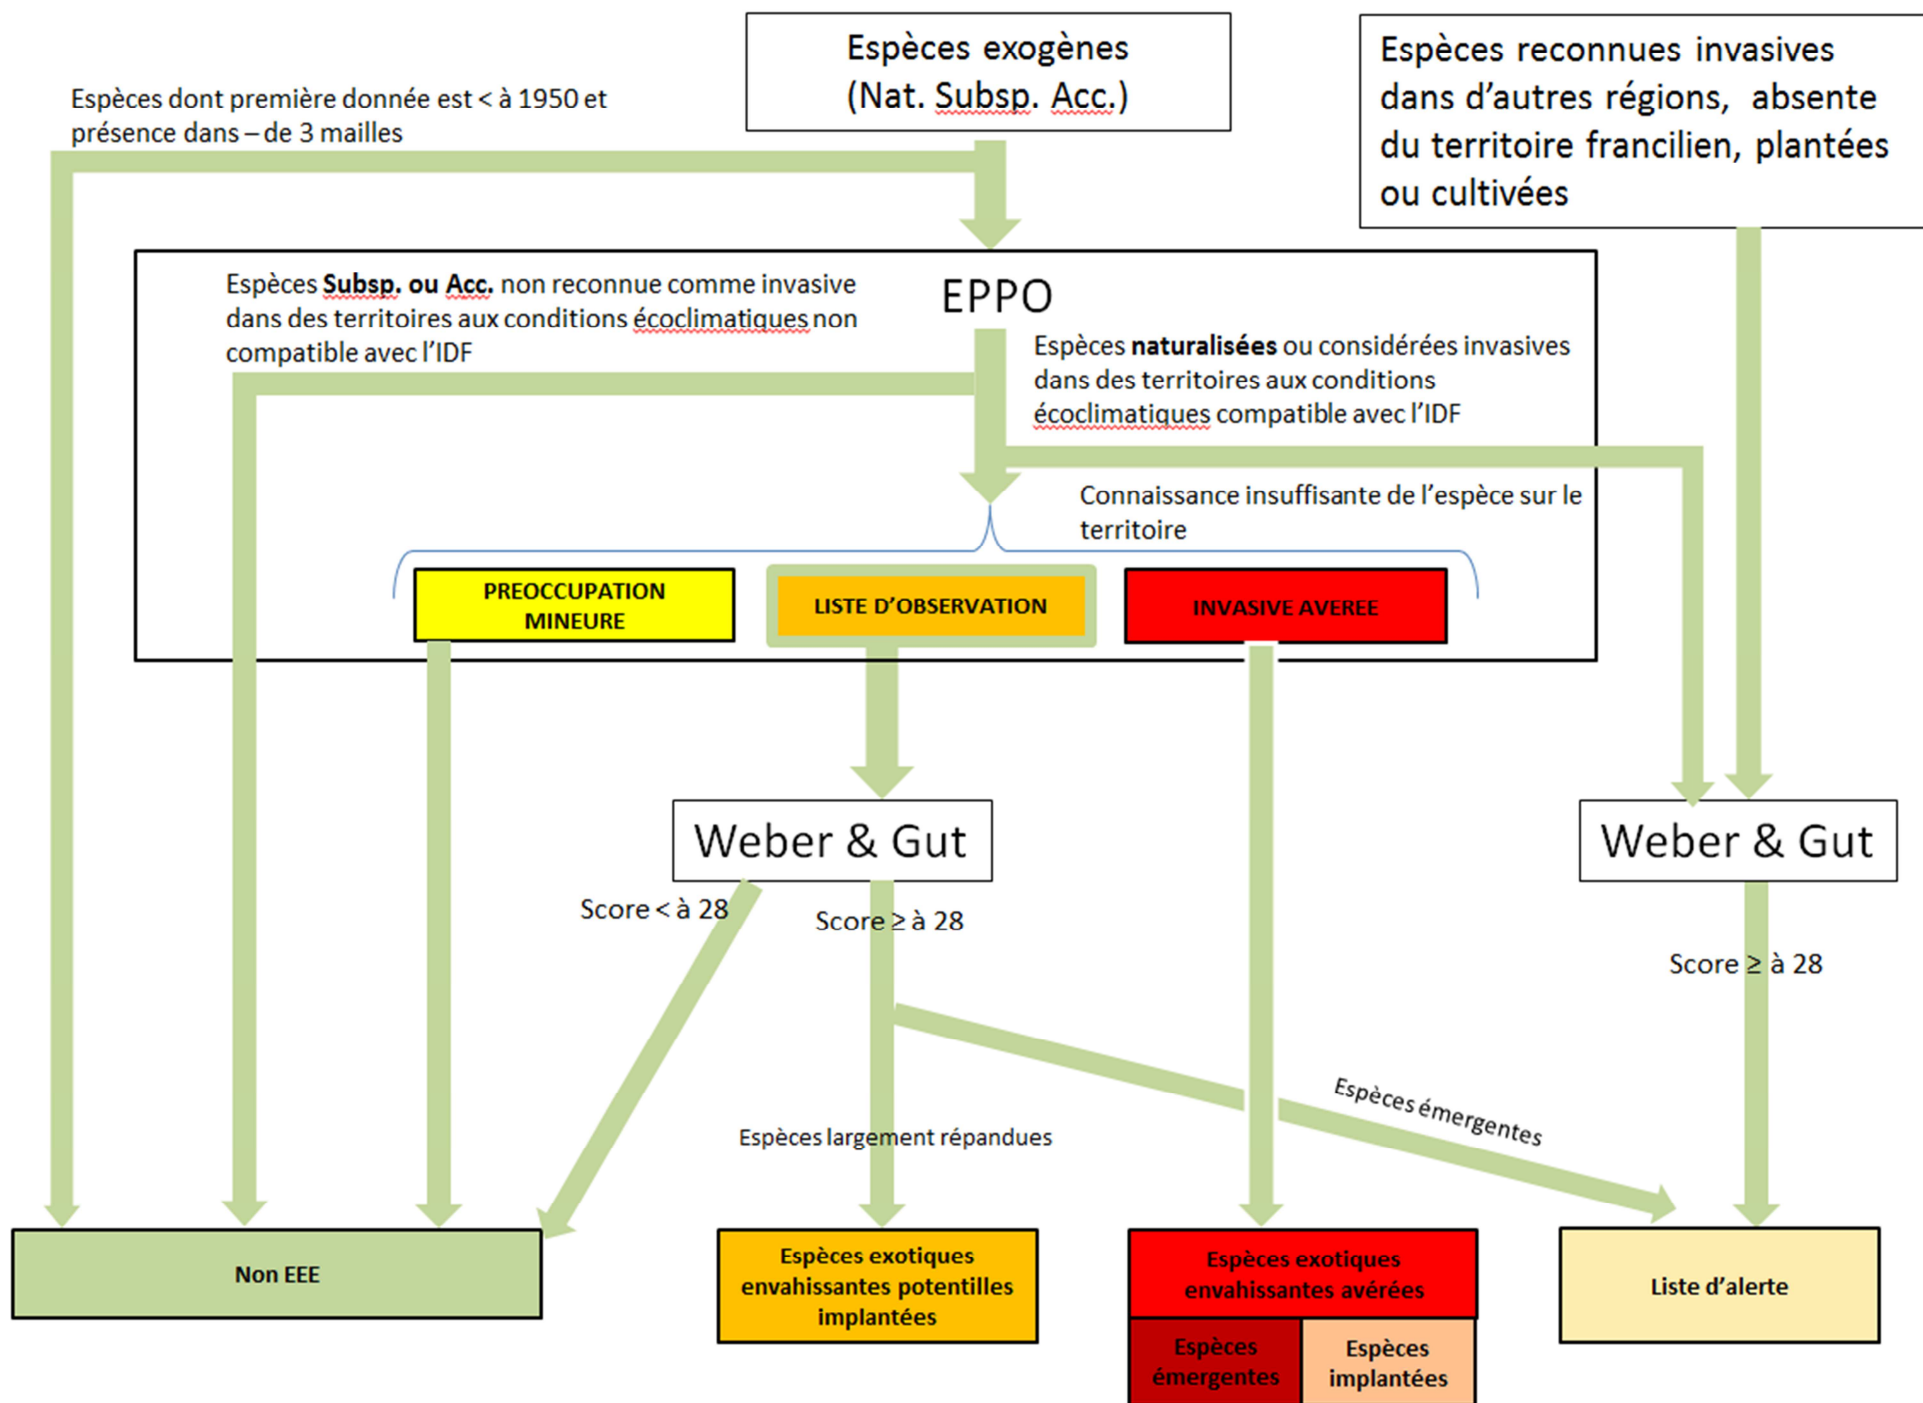 Espèces exogènes
(Nat. Subsp. Acc.)
Espèces reconnues invasives
dans d'autres régions, absente
du territoire francilien, plantées
ou cultivées
Espèces dont première donnée est < à 1950 et
présence dans – de 3 mailles
EPPO
Espèces Subsp. ou Acc. non reconnue comme invasive
dans des territoires aux conditions écoclimatiques non
compatible avec l'IDF
Espèces naturalisées ou considérées invasives
dans des territoires aux conditions
écoclimatiques compatible avec l'IDF
Connaissance insuffisante de l'espèce sur le
territoire
PREOCCUPATION
MINEURE
LISTE D'OBSERVATION
INVASIVE AVEREE
Weber & Gut
Weber & Gut
Score < à 28
Score ≥ à 28
Score ≥ à 28
Espèces largement répandues
Espèces émergentes
Non EEE
Espèces exotiques
envahissantes potentilles
implantées
Espèces exotiques
envahissantes avérées
Espèces
émergentes
Espèces
implantées
Liste d'alerte